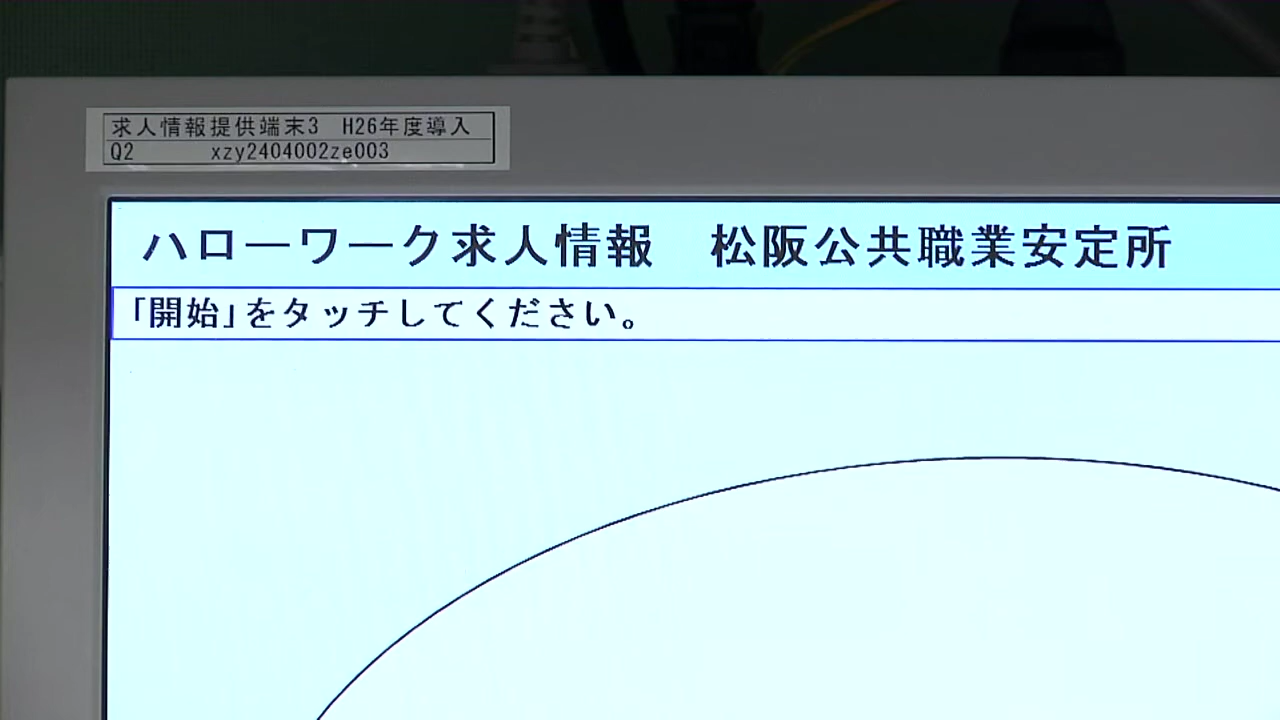 求人情報提供端末3 H26年度導入
Q2 xzy2404002ze003
ハローワーク求人情報 松阪公共職業安定所
「開始」をタッチしてください。